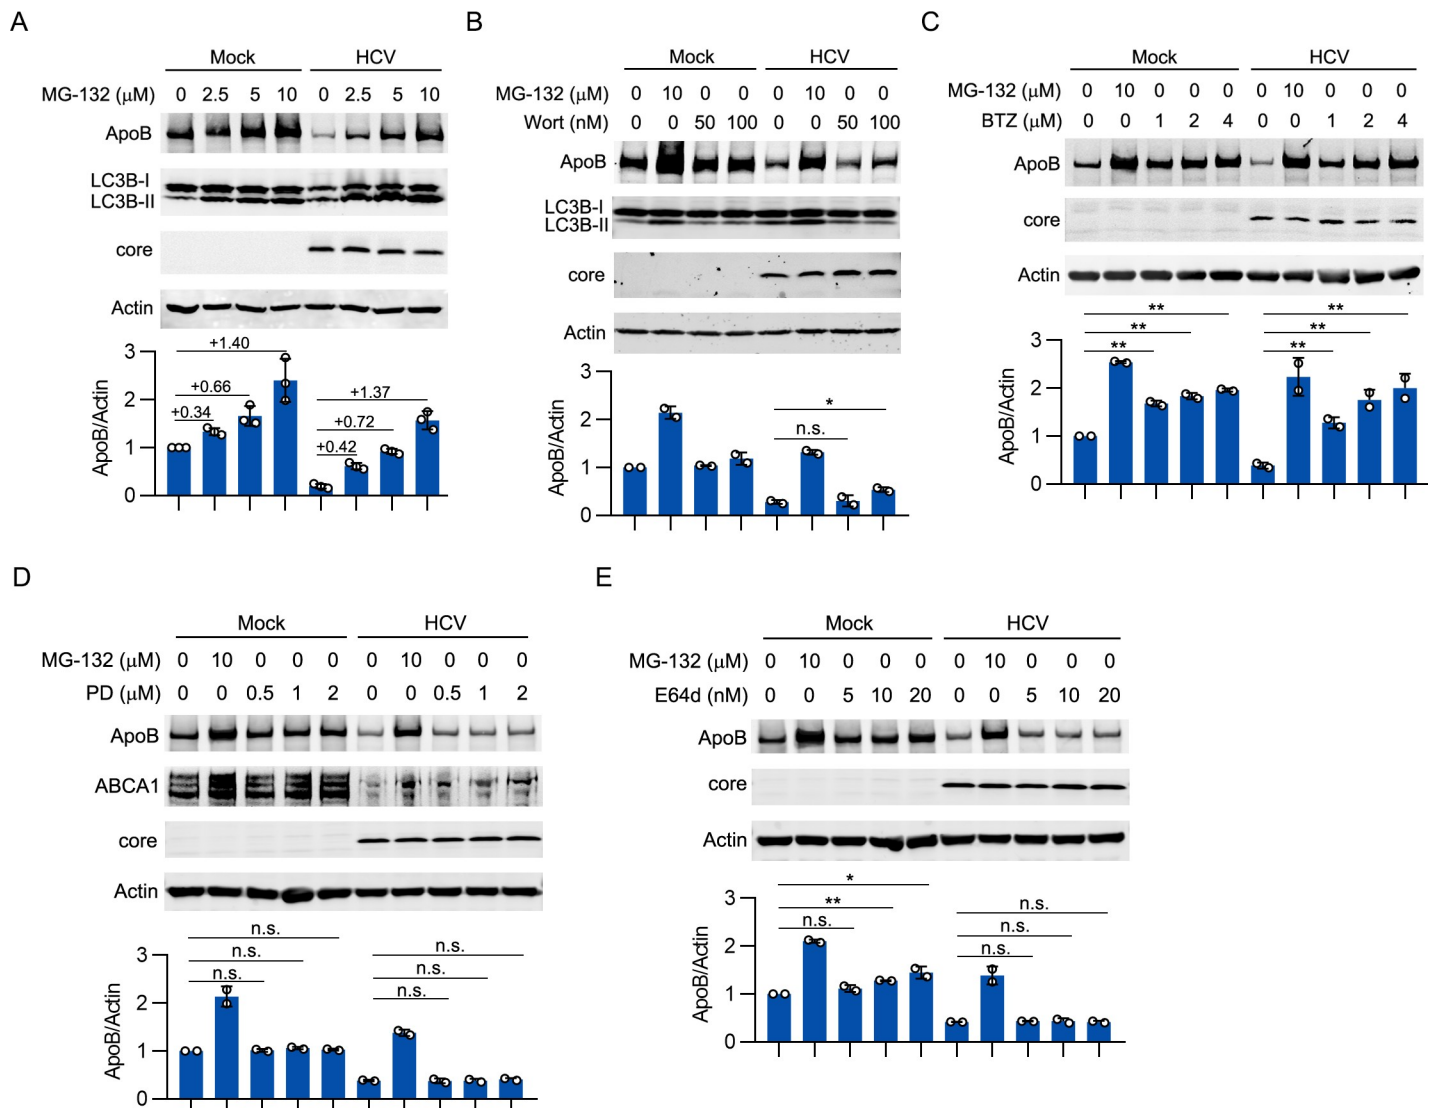 A
Mock HCV
MG-132 (μM) 0 2.5 5 10 0 2.5 5 10
ApoB
LC3B-I
LC3B-II
core
Actin
ApoB/Actin
3
2
1
0
+1.40
+0.66
+0.34
+1.37
+0.72
+0.42
B
Mock HCV
MG-132 (μM) 0 10 0 0 0 10 0 0
Wort (nM) 0 0 50 100 0 0 50 100
ApoB
LC3B-I
LC3B-II
core
Actin
ApoB/Actin
3
2
1
0
*
n.s.
C
Mock HCV
MG-132 (μM) 0 10 0 0 0 0 10 0 0 0
BTZ (μM) 0 0 1 2 4 0 0 1 2 4
ApoB
core
Actin
ApoB/Actin
3
2
1
0
**
**
**
**
**
**
D
Mock HCV
MG-132 (μM) 0 10 0 0 0 0 10 0 0 0
PD (μM) 0 0 0.5 1 2 0 0 0.5 1 2
ApoB
ABCA1
core
Actin
ApoB/Actin
3
2
1
0
n.s.
n.s.
n.s.
n.s.
n.s.
n.s.
E
Mock HCV
MG-132 (μM) 0 10 0 0 0 0 10 0 0 0
E64d (nM) 0 0 5 10 20 0 0 5 10 20
ApoB
core
Actin
ApoB/Actin
3
2
1
0
*
**
n.s.
n.s.
n.s.
n.s.